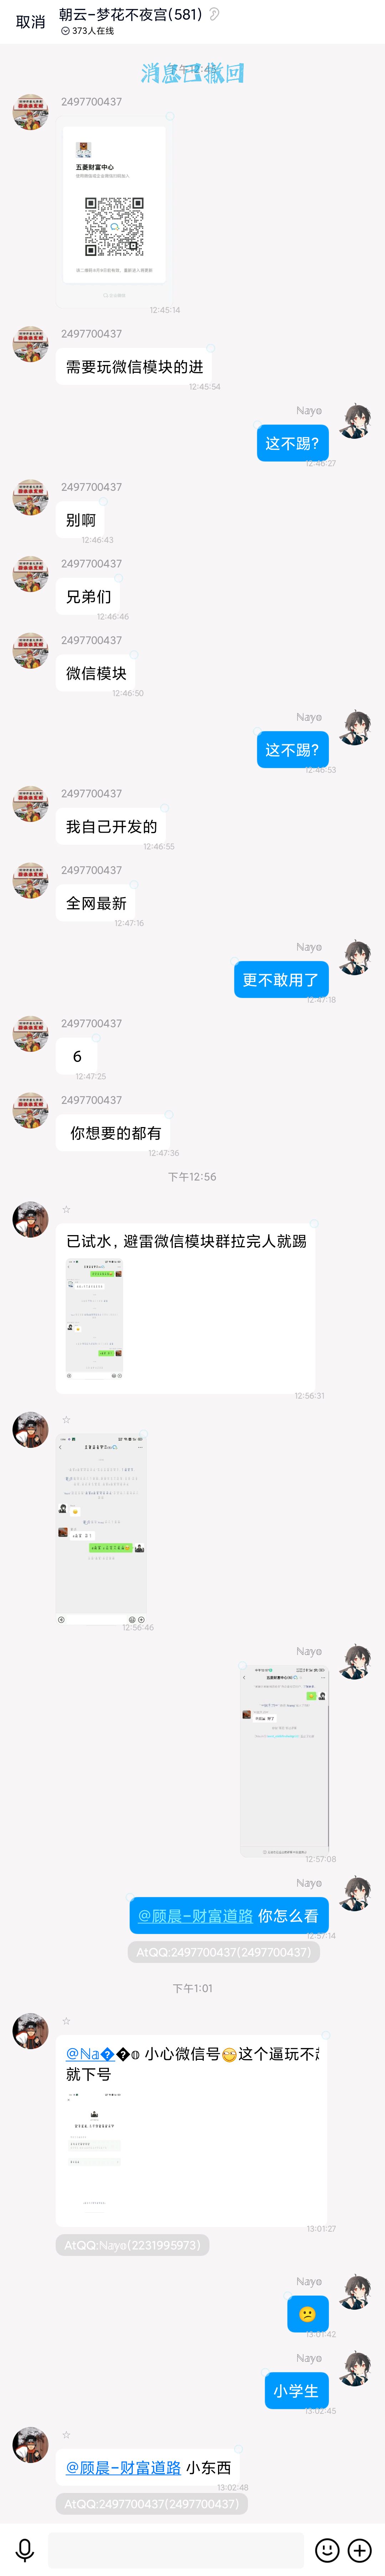 取消
朝云-梦花不夜宫(581)
373人在线
消息已撤回
2497700437
五菱财富中心
12:45:14
2497700437
需要玩微信模块的进
12:45:54
Nayo
这不踢?
12:46:27
2497700437
别啊
12:46:43
2497700437
兄弟们
12:46:46
2497700437
微信模块
12:46:50
Nayo
这不踢?
12:46:53
2497700437
我自己开发的
12:46:55
2497700437
全网最新
12:47:16
Nayo
更不敢用了
12:47:18
2497700437
6
12:47:25
2497700437
你想要的都有
12:47:36
下午12:56
☆
已试水, 避雷微信模块群拉完人就踢
12:56:31
☆
12:56:46
Nayo
12:57:08
Nayo
@顾晨-财富道路 你怎么看
12:57:14
AtQQ:2497700437(2497700437)
下午1:01
☆
@Na��𝕠 小心微信号😁这个逼玩不起
就下号
13:01:27
AtQQ:Nayo(2231995973)
Nayo
😕
13:01:42
Nayo
小学生
13:02:45
☆
@顾晨-财富道路 小东西
13:02:48
AtQQ:2497700437(2497700437)